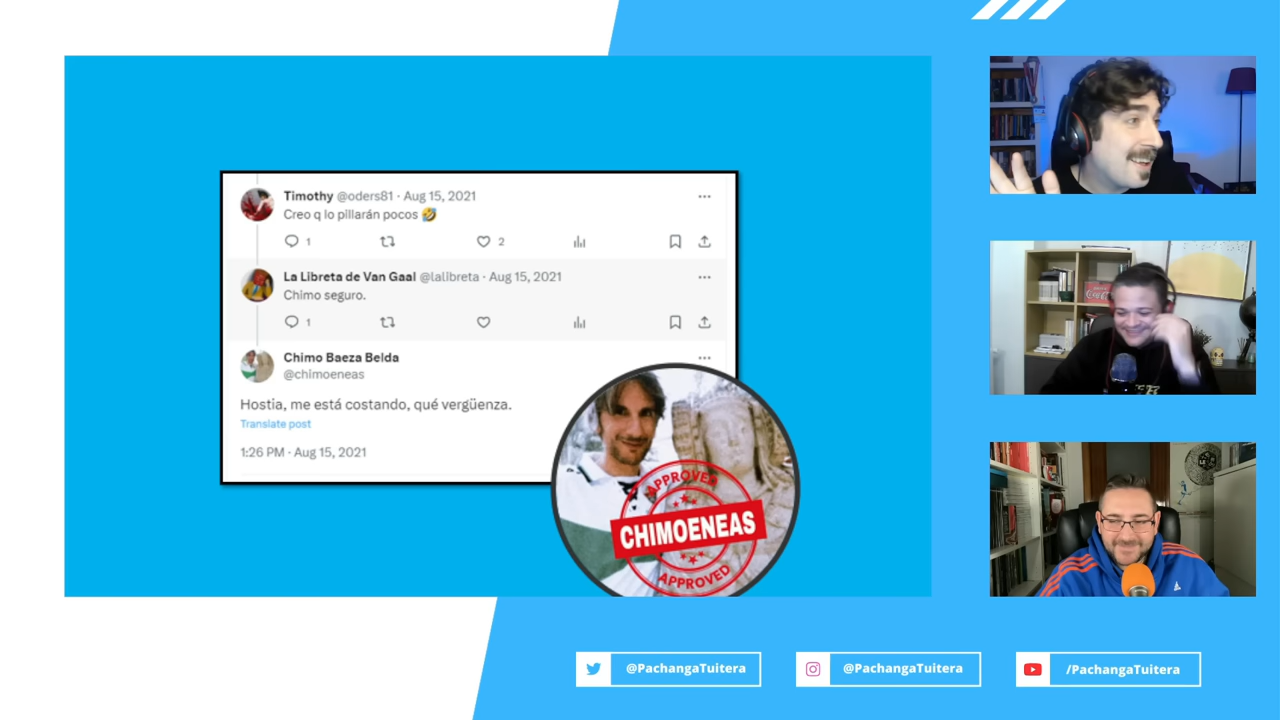 Timothy @oders81 · Aug 15, 2021
Creo q lo pillarán pocos 🤣
1
2
La Libreta de Van Gaal @lalibreta · Aug 15, 2021
Chimo seguro.
1
Chimo Baeza Belda
@chimoeneas
Hostia, me está costando, qué vergüenza.
Translate post
1:26 PM · Aug 15, 2021
APPROVED
CHIMOENEAS
APPROVED
@PachangaTuitera
@PachangaTuitera
/PachangaTuitera